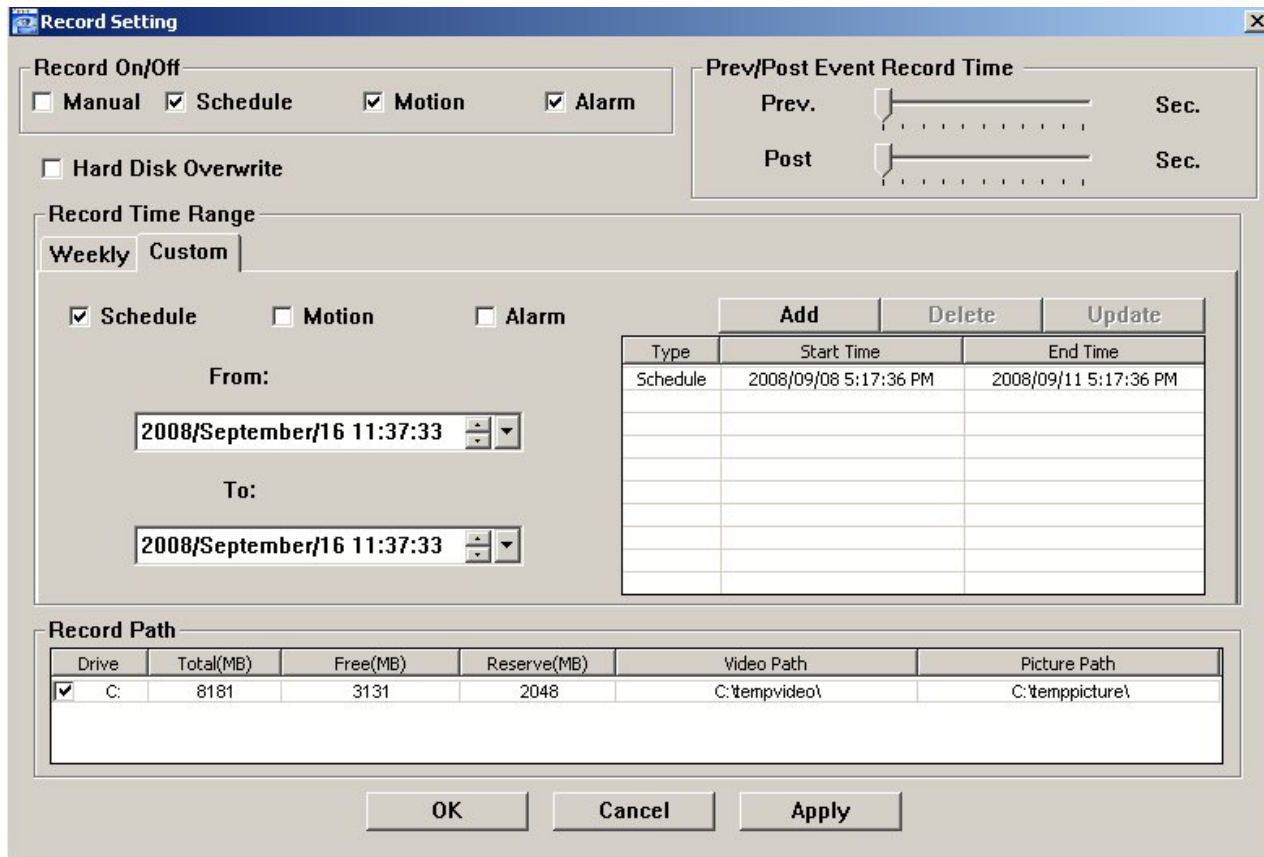 Record Setting
Record On/Off
Manual Schedule Motion Alarm
Prev/Post Event Record Time
Prev. Sec.
Post Sec.
Hard Disk Overwrite
Record Time Range
Weekly Custom
Schedule Motion Alarm
Add Delete Update
Type Start Time End Time
Schedule 2008/09/08 5:17:36 PM 2008/09/11 5:17:36 PM
From:
2008/September/16 11:37:33
To:
2008/September/16 11:37:33
Record Path
Drive Total(MB) Free(MB) Reserve(MB) Video Path Picture Path
C: 8181 3131 2048 C:\tempvideo\ C:\temppicture\
OK Cancel Apply